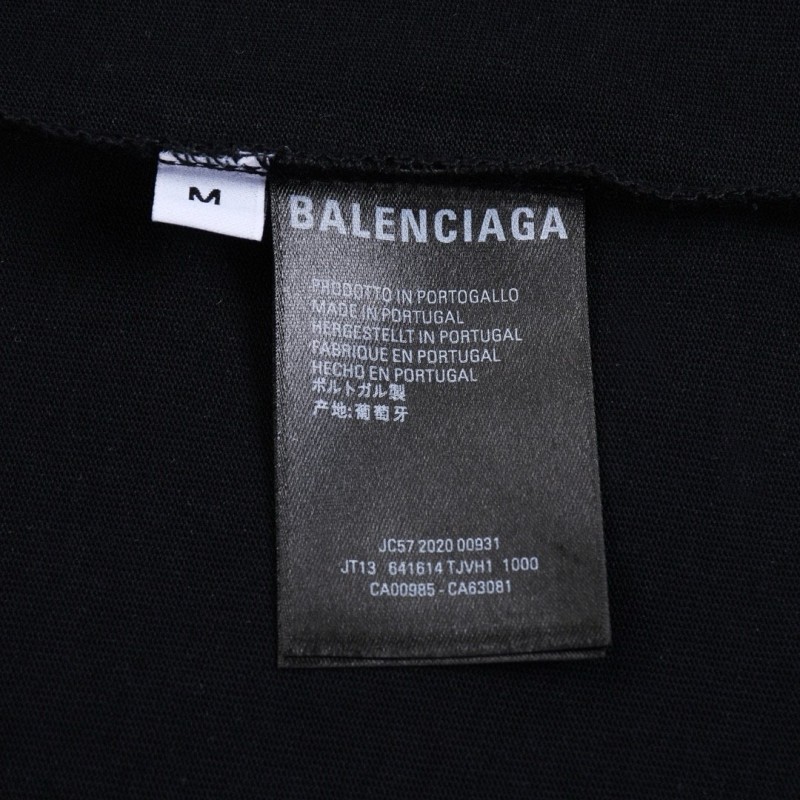 M
BALENCIAGA
PRODOTTO IN PORTOGALLO
MADE IN PORTUGAL
HERGESTELLT IN PORTUGAL
FABRIQUE EN PORTUGAL
HECHO EN PORTUGAL
ポルトガル製
产地:葡萄牙
JC57 2020 00931
JT13 641614 TJVH1 1000
CA00985 - CA63081